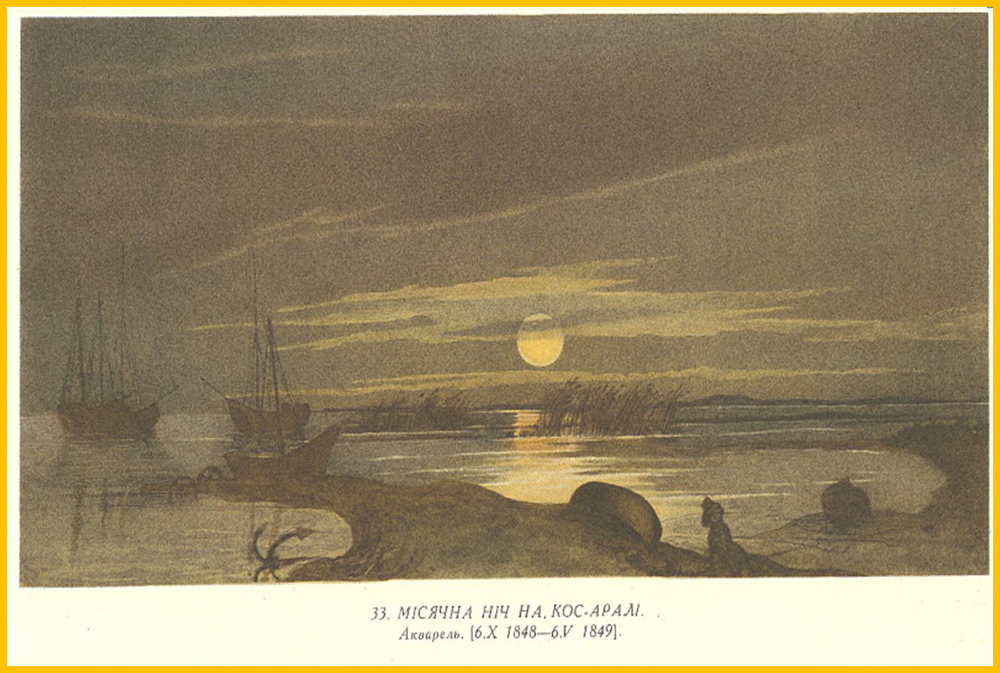 33. МІСЯЧНА НІЧ НА. КОС-АРАЛІ.
Акварель. [6.X 1848—6.V 1849].